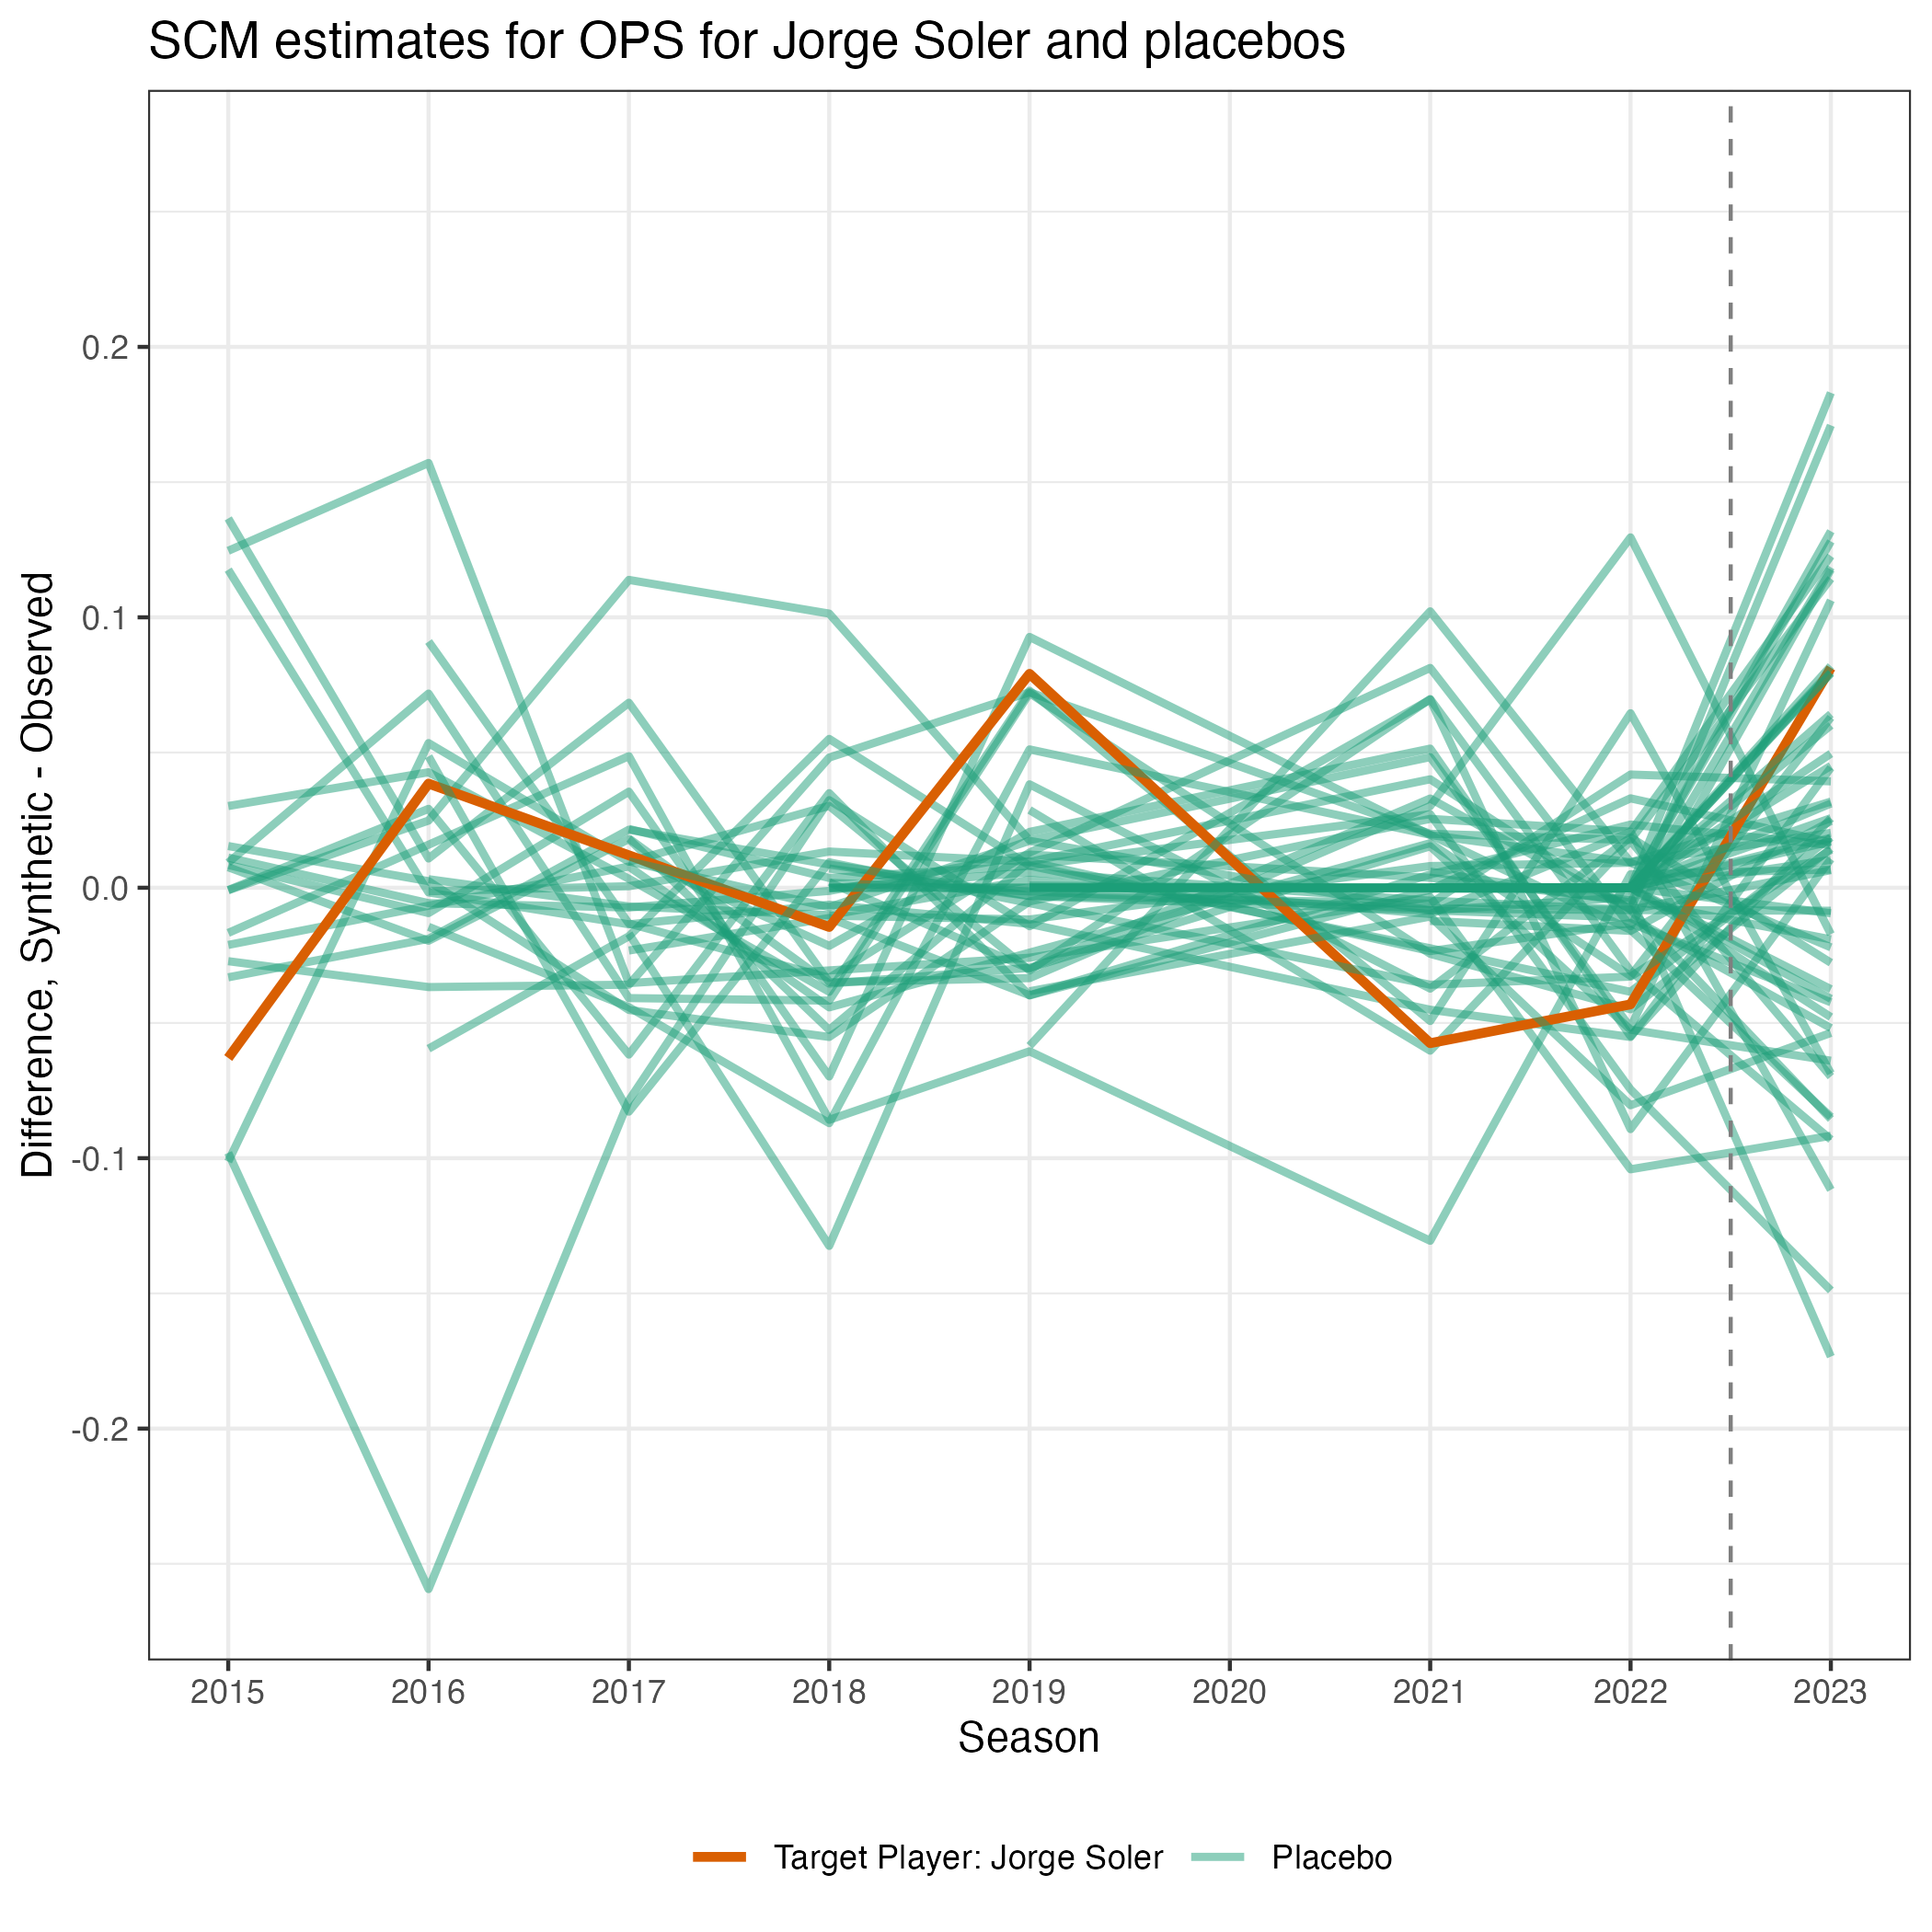 SCM estimates for OPS for Jorge Soler and placebos
Difference, Synthetic - Observed
0.2
0.1
0.0
-0.1
-0.2
2015 2016 2017 2018 2019 2020 2021 2022 2023
Season
Target Player: Jorge Soler Placebo